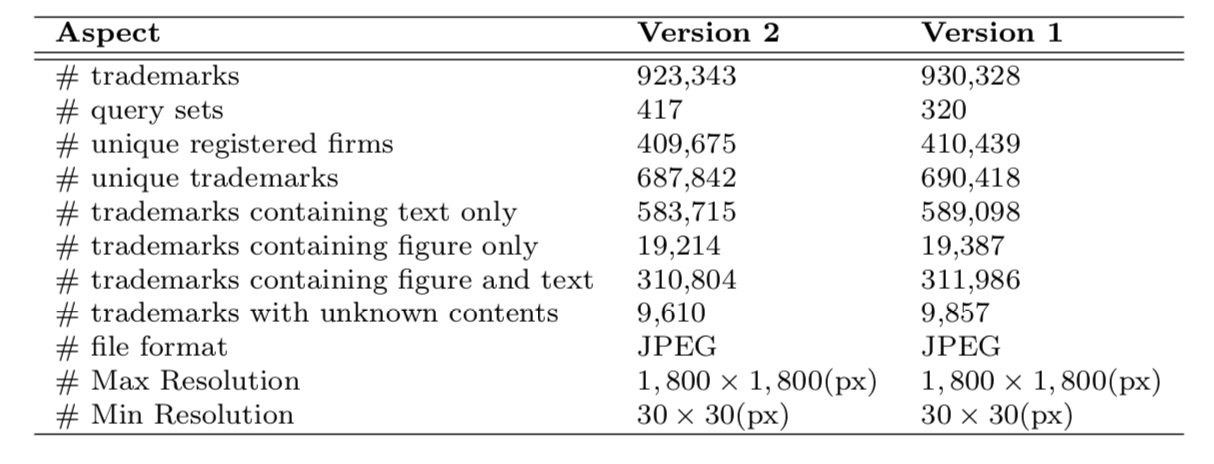 Aspect Version 2 Version 1
# trademarks 923,343 930,328
# query sets 417 320
# unique registered firms 409,675 410,439
# unique trademarks 687,842 690,418
# trademarks containing text only 583,715 589,098
# trademarks containing figure only 19,214 19,387
# trademarks containing figure and text 310,804 311,986
# trademarks with unknown contents 9,610 9,857
# file format JPEG JPEG
# Max Resolution 1,800 × 1,800(px) 1,800 × 1,800(px)
# Min Resolution 30 × 30(px) 30 × 30(px)